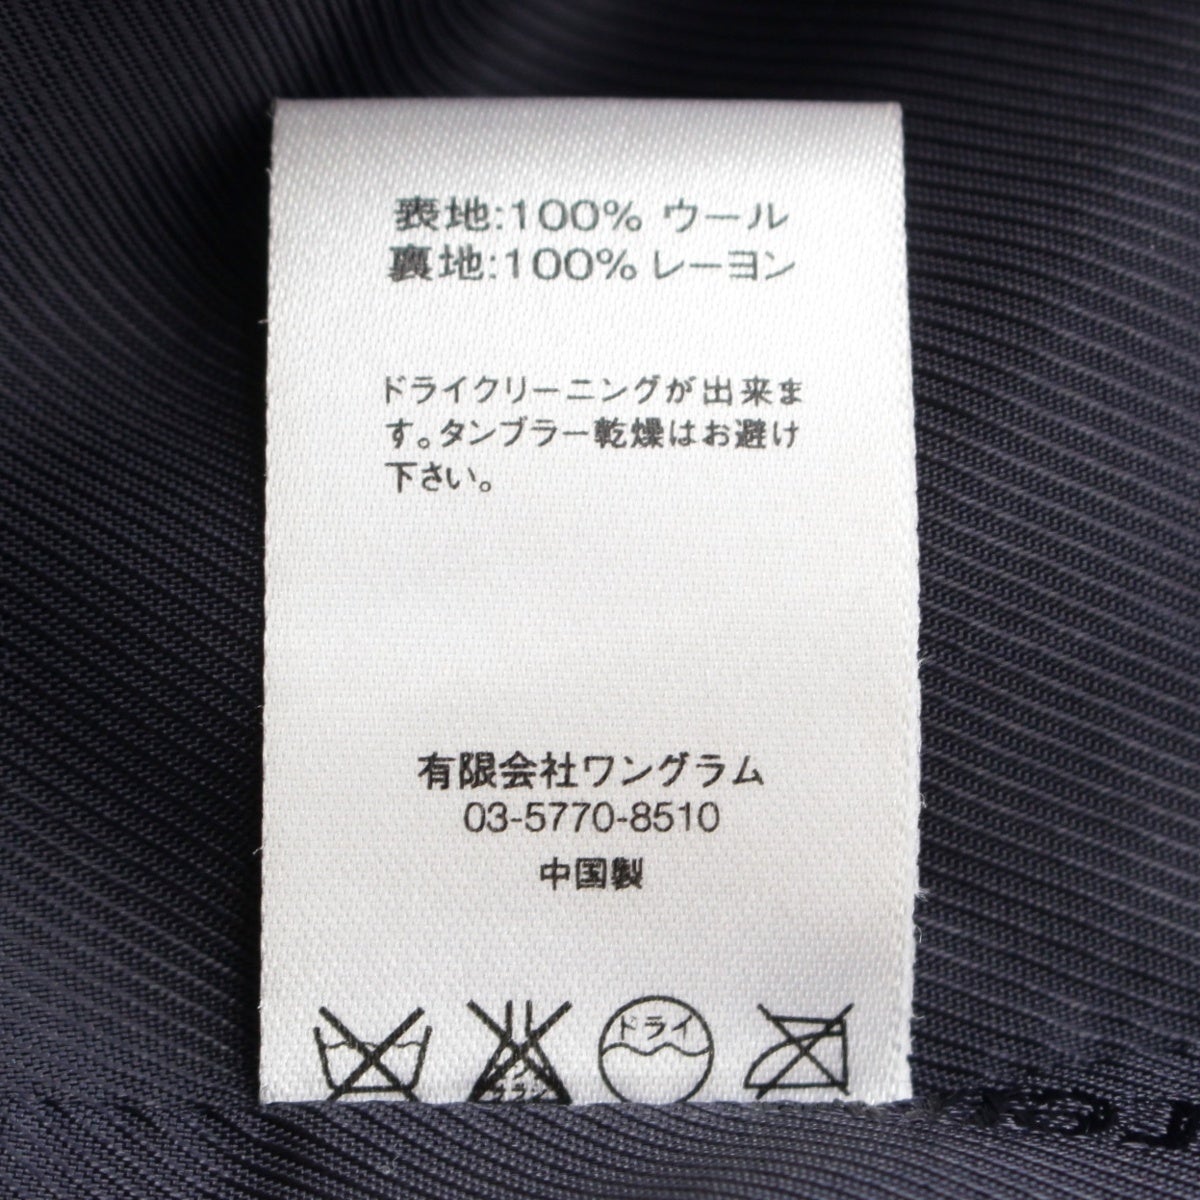 表地:100% ウール
裏地:100% レーヨン
ドライクリーニングが出来ま
す。タンブラー乾燥はお避け
下さい。
有限会社ワングラム
03-5770-8510
中国製
ドライ